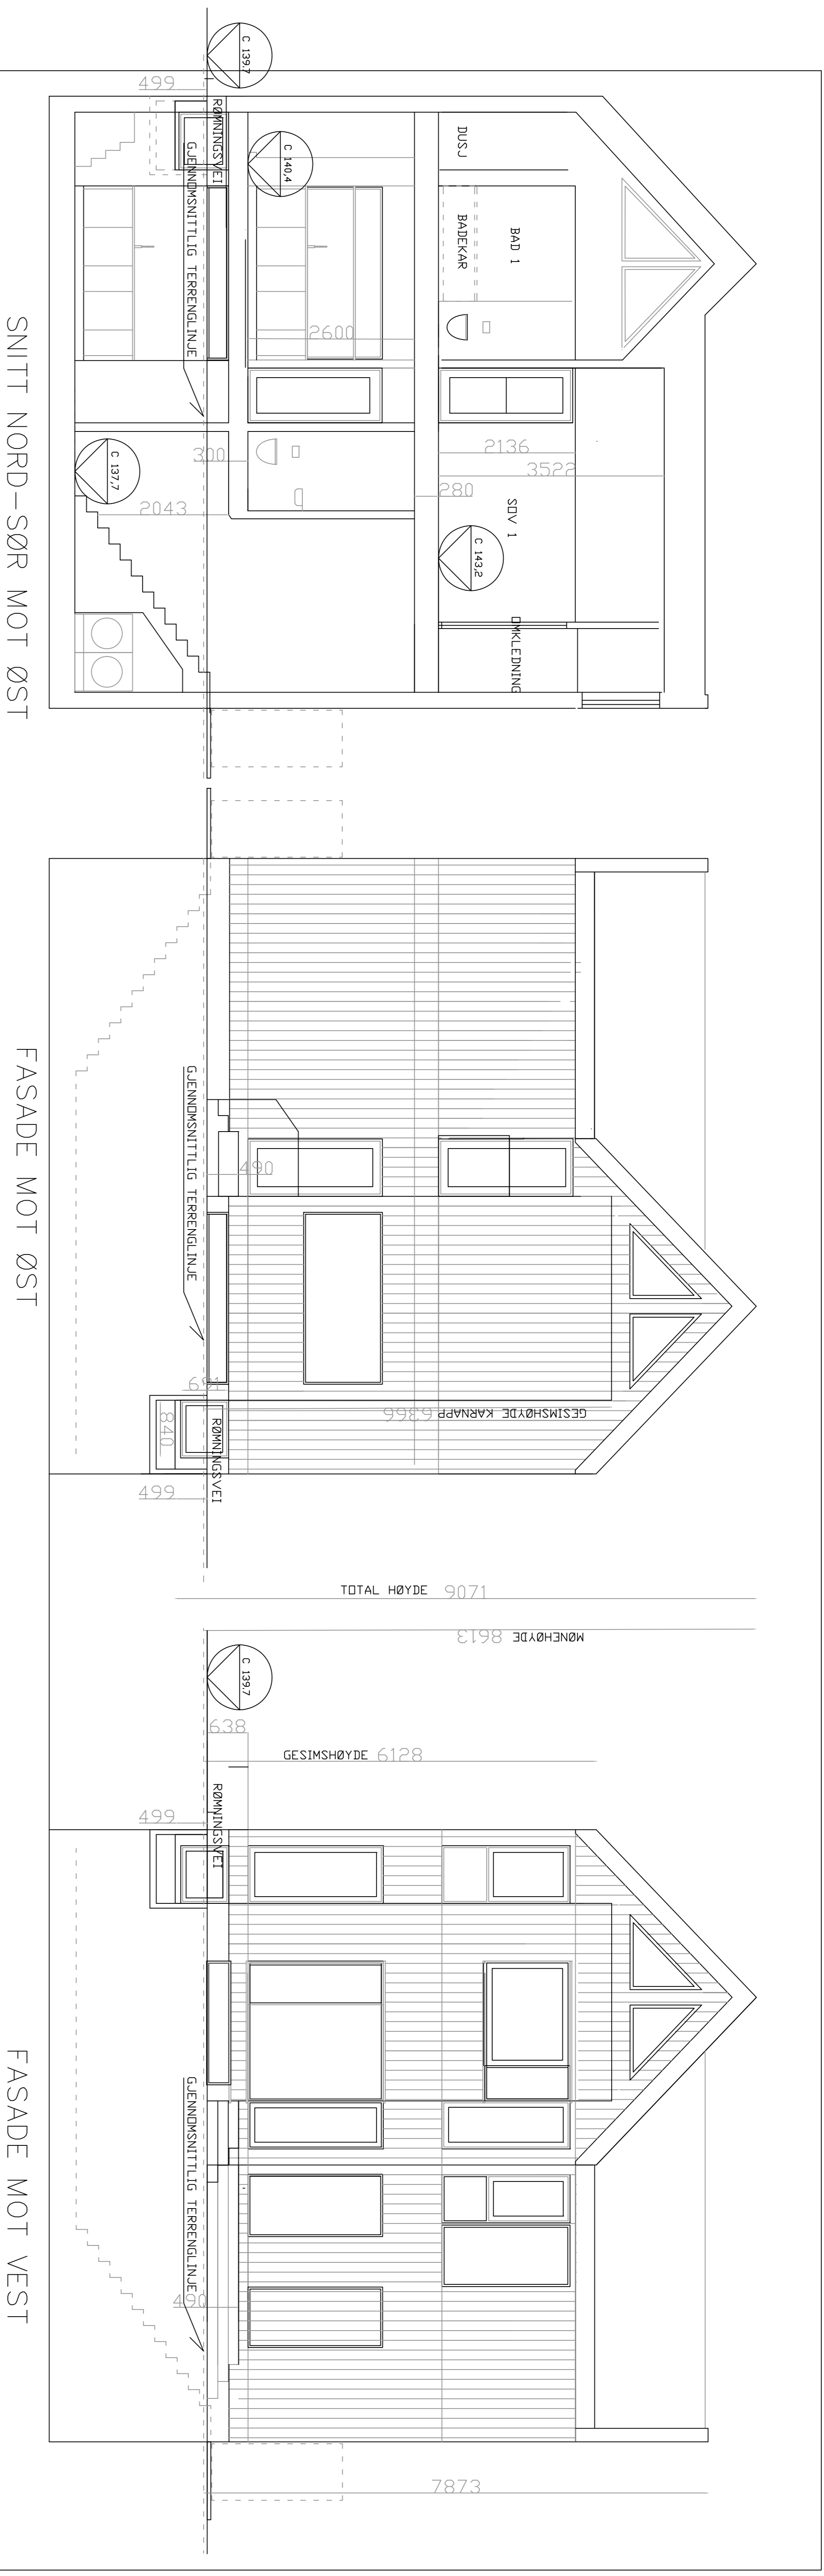 C 139.7
499
RØMNINGSVEI
GJENNOMSNITTLIG TERRENGLINJE
C 140,4
DUSJ
BADEKAR
BAD 1
2600
2136
3522
300
280
C 137,7
2043
SOV 1
C 143,2
OMKLEDNING
SNITT NORD-SØR MOT ØST
GJENNOMSNITTLIG TERRENGLINJE
490
691
840
RØMNINGSVEI
GESIMSHØYDE KARNAPP 6366
499
FASADE MOT ØST
TOTAL HØYDE 9071
MØNEHØYDE 8613
C 139.7
638
GESIMSHØYDE 6128
499
RØMNINGSVEI
GJENNOMSNITTLIG TERRENGLINJE
490
7873
FASADE MOT VEST